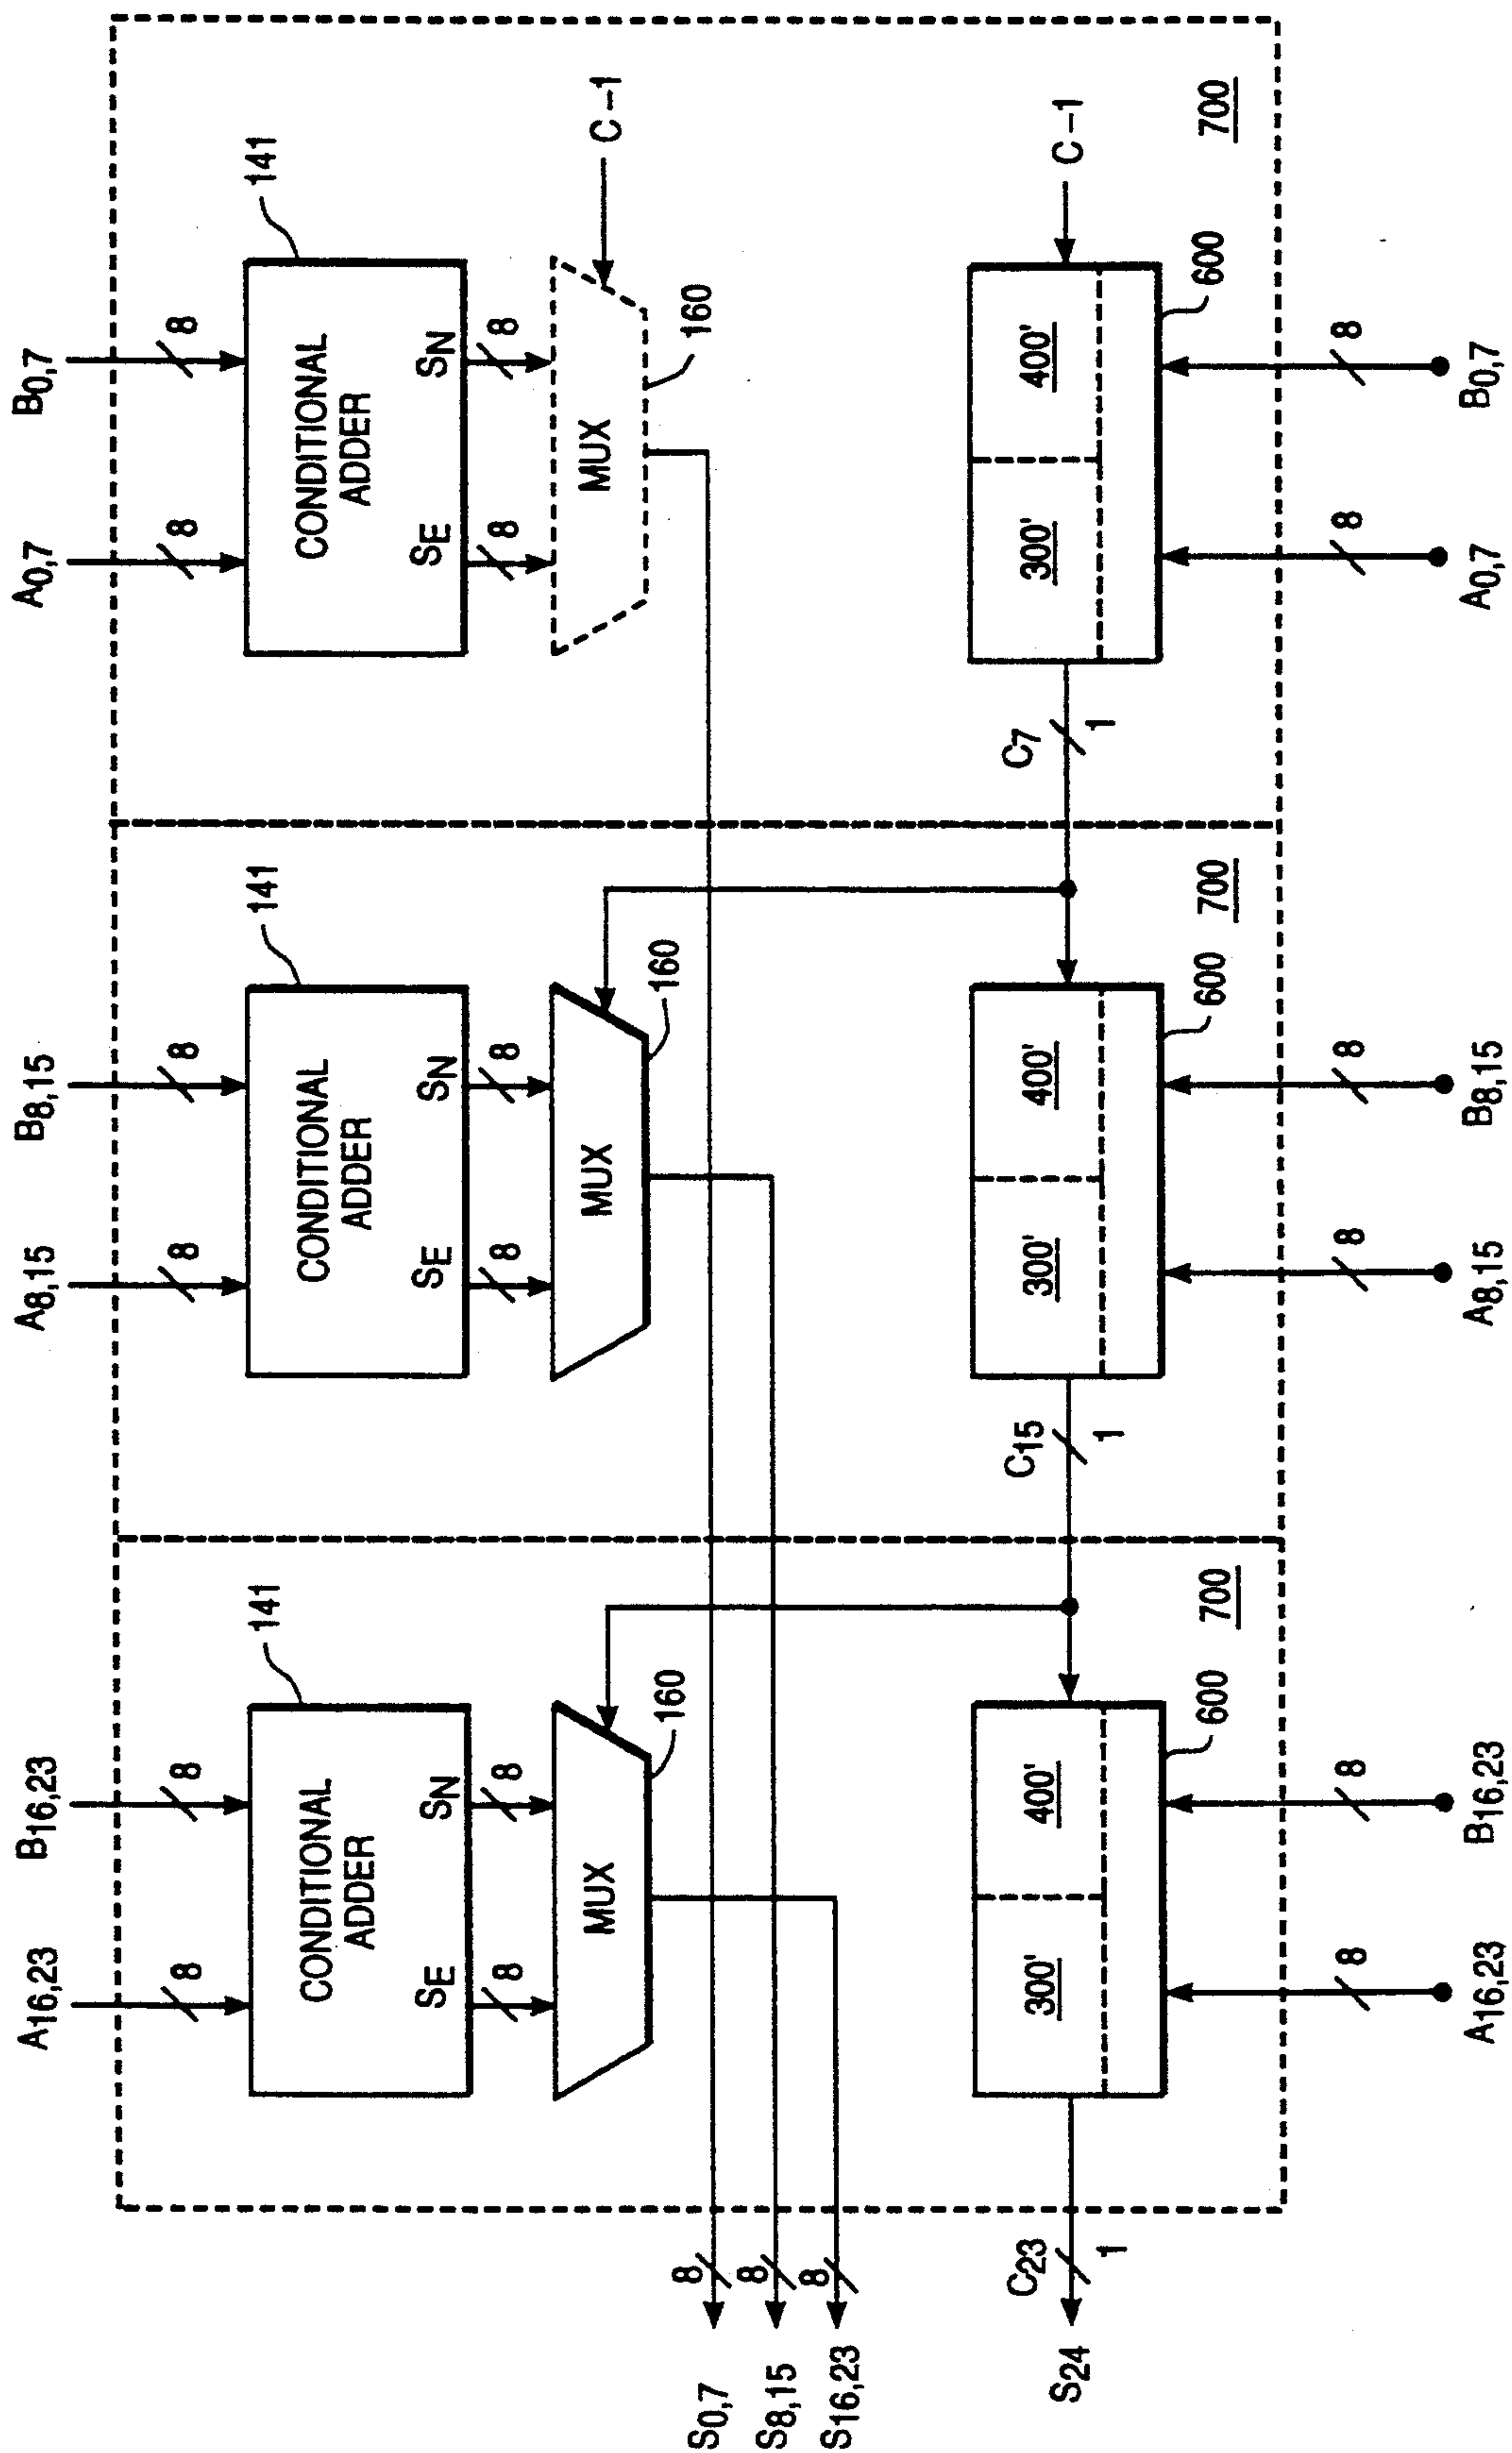 A16,23 B16,23 A8,15 B8,15 A0,7 B0,7
8 8 8 8 8 8
141 141 141
CONDITIONAL ADDER CONDITIONAL ADDER CONDITIONAL ADDER
SE SN SE SN SE SN
8 8 8 8 8 8
MUX MUX MUX
C-1
160 160 160
S0,7 8
S8,15 8
S16,23 8
S24 C23 1
C15 1
C7 1
C-1
300' 400' 300' 400' 300' 400'
600 600 600
700 700 700
8 8 8 8 8 8
A16,23 B16,23 A8,15 B8,15 A0,7 B0,7